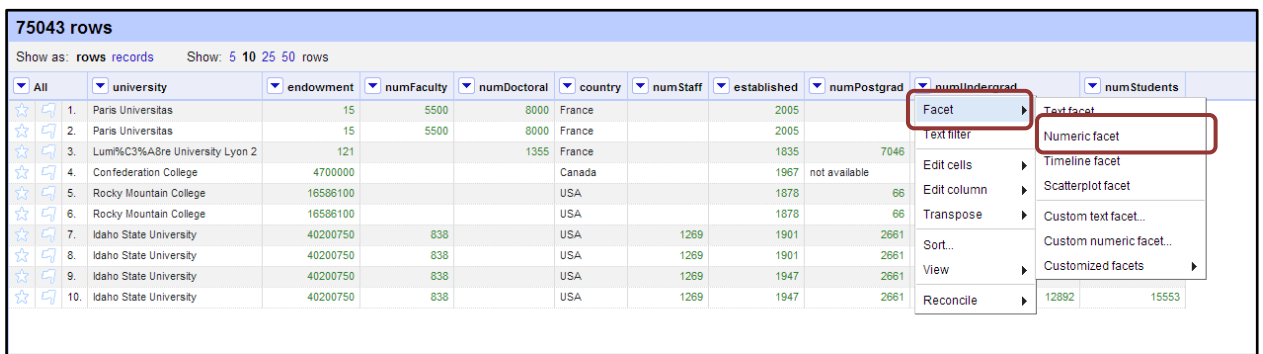 75043 rows
Show as: rows records Show: 5 10 25 50 rows
All university endowment numFaculty numDoctoral country numStaff established numPostgrad numUndergrad numStudents
1. Paris Universitas 15 5500 8000 France 2005
2. Paris Universitas 15 5500 8000 France 2005
3. Lumi%C3%A8re University Lyon 2 121 1355 France 1835 7046
4. Confederation College 4700000 Canada 1967 not available
5. Rocky Mountain College 16586100 USA 1878 66
6. Rocky Mountain College 16586100 USA 1878 66
7. Idaho State University 40200750 838 USA 1269 1901 2661
8. Idaho State University 40200750 838 USA 1269 1901 2661
9. Idaho State University 40200750 838 USA 1269 1947 2661
10. Idaho State University 40200750 838 USA 1269 1947 2661 12892 15553
Facet
Text filter
Edit cells
Edit column
Transpose
Sort...
View
Reconcile
Text facet
Numeric facet
Timeline facet
Scatterplot facet
Custom text facet...
Custom numeric facet...
Customized facets